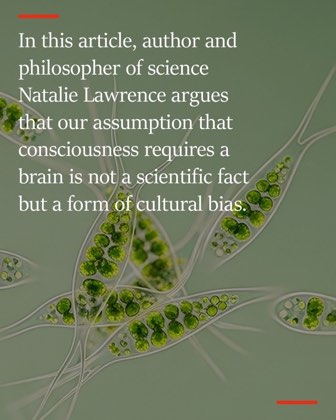 In this article, author and
philosopher of science
Natalie Lawrence argues
that our assumption that
consciousness requires a
brain is not a scientific fact
but a form of cultural bias.